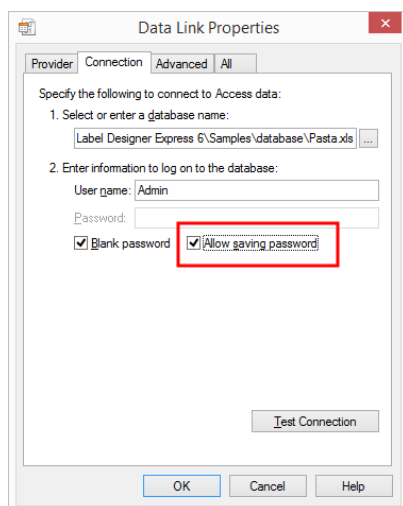 Data Link Properties
Provider Connection Advanced All
Specify the following to connect to Access data:
1. Select or enter a database name:
Label Designer Express 6\Samples\database\Pasta.xls ...
2. Enter information to log on to the database:
User name: Admin
Password:
Blank password Allow saving password
Test Connection
OK Cancel Help